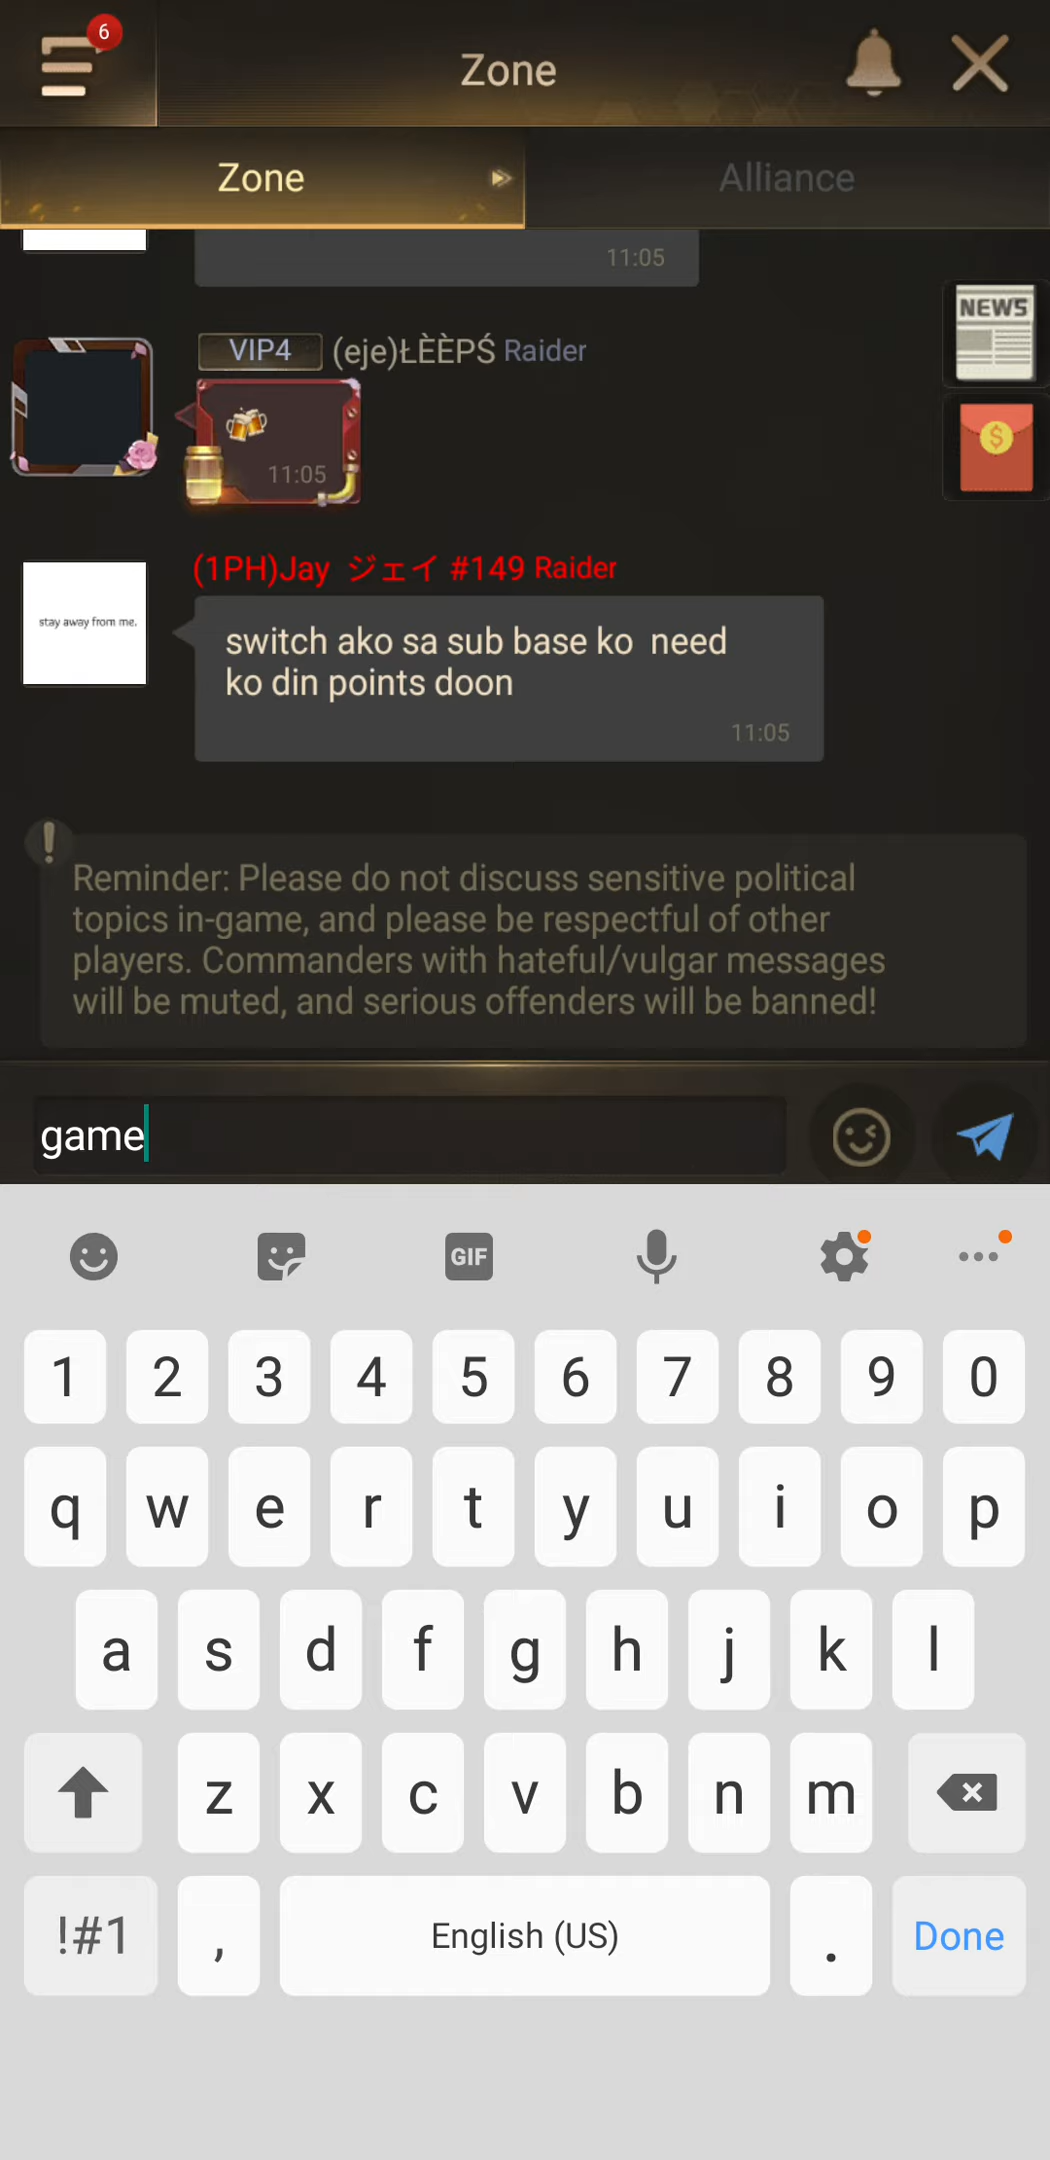 6
Zone
Zone
Alliance
11:05
NEWS
VIP4 (eje)ŁÈÈPŚ Raider
11:05
(1PH)Jay ジェイ #149 Raider
stay away from me.
switch ako sa sub base ko  need
ko din points doon
11:05
Reminder: Please do not discuss sensitive political
topics in-game, and please be respectful of other
players. Commanders with hateful/vulgar messages
will be muted, and serious offenders will be banned!
game
GIF
1 2 3 4 5 6 7 8 9 0
q w e r t y u i o p
a s d f g h j k l
z x c v b n m
!#1 , English (US) . Done